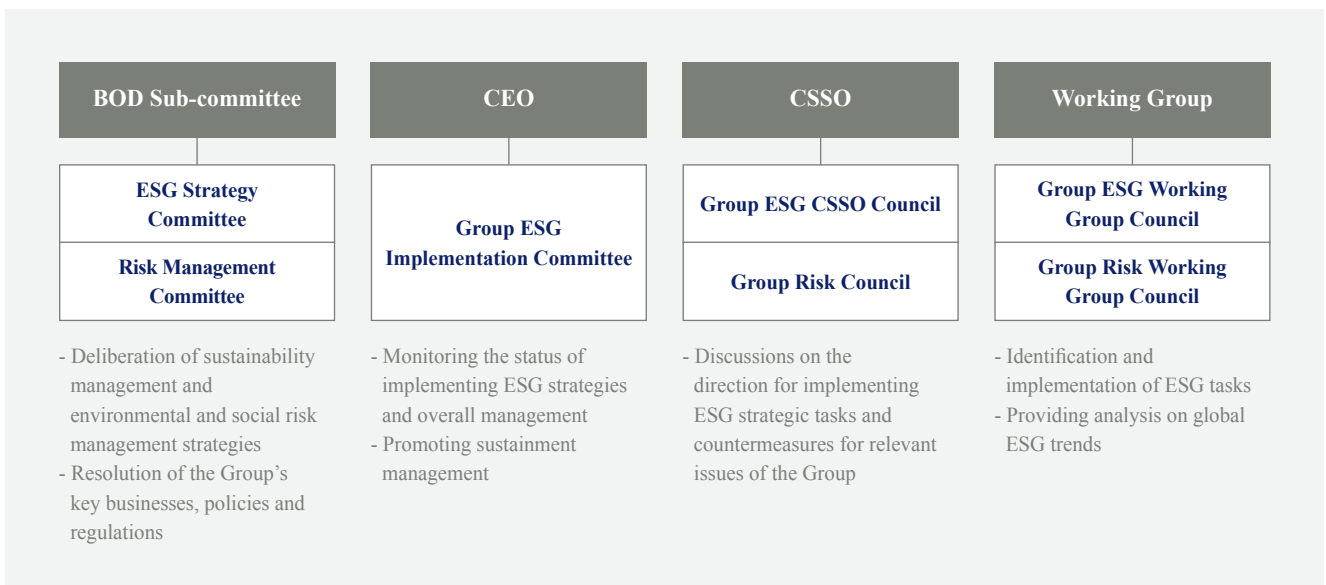 BOD Sub-committee
ESG Strategy
Committee
Risk Management
Committee
- Deliberation of sustainability
management and
environmental and social risk
management strategies
- Resolution of the Group’s
key businesses, policies and
regulations
CEO
Group ESG
Implementation Committee
- Monitoring the status of
implementing ESG strategies
and overall management
- Promoting sustainment
management
CSSO
Group ESG CSSO Council
Group Risk Council
- Discussions on the
direction for implementing
ESG strategic tasks and
countermeasures for relevant
issues of the Group
Working Group
Group ESG Working
Group Council
Group Risk Working
Group Council
- Identification and
implementation of ESG tasks
- Providing analysis on global
ESG trends